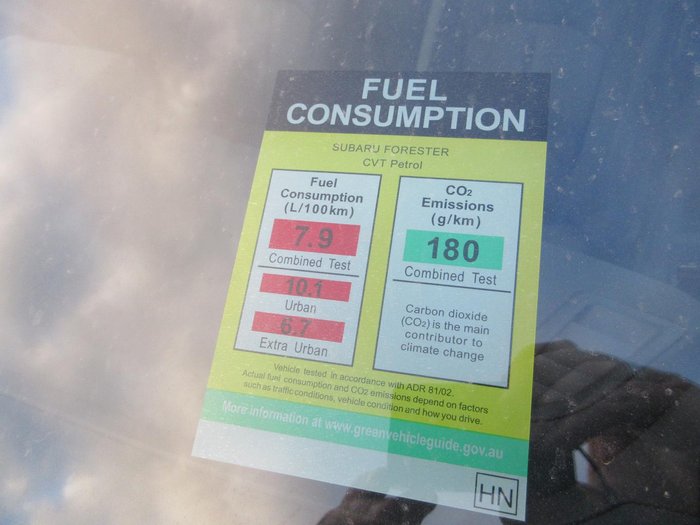 FUEL
CONSUMPTION
SUBARU FORESTER
CVT Petrol
Fuel
Consumption
(L/100km)
7.9
Combined Test
10.1
Urban
6.7
Extra Urban
CO2
Emissions
(g/km)
180
Combined Test
Carbon dioxide
(CO2) is the main
contributor to
climate change
Vehicle tested in accordance with ADR 81/02.
Actual fuel consumption and CO2 emissions depend on factors
such as traffic conditions, vehicle condition and how you drive.
More information at www.greenvehicleguide.gov.au
HN